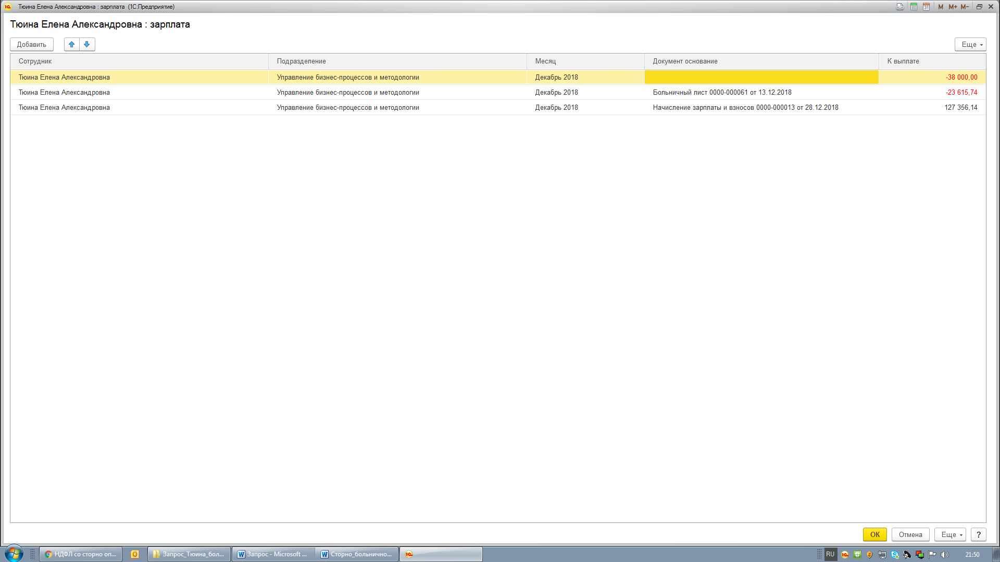 Тюина Елена Александровна : зарплата (1С:Предприятие)
31 M M+ M-
Тюина Елена Александровна : зарплата
Добавить Еще
Сотрудник Подразделение Месяц Документ основание К выплате
Тюина Елена Александровна Управление бизнес-процессов и методологии Декабрь 2018 -38 000,00
Тюина Елена Александровна Управление бизнес-процессов и методологии Декабрь 2018 Больничный лист 0000-000061 от 13.12.2018 -23 615,74
Тюина Елена Александровна Управление бизнес-процессов и методологии Декабрь 2018 Начисление зарплаты и взносов 0000-000013 от 28.12.2018 127 356,14
ОК Отмена Еще ?
НДФЛ со сторно оп... Запрос_Тюина_бол... Запрос - Microsoft ... Сторно_больнично... RU 21:50